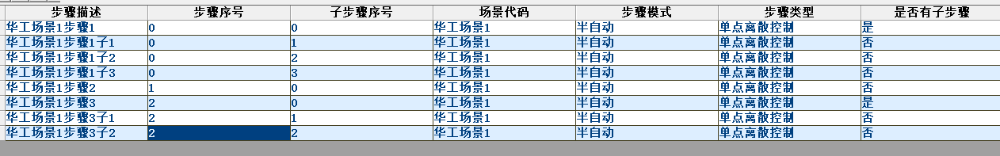 步骤描述 步骤序号 子步骤序号 场景代码 步骤模式 步骤类型 是否有子步骤
华工场景1步骤1 0 0 华工场景1 半自动 单点离散控制 是
华工场景1步骤1子1 0 1 华工场景1 半自动 单点离散控制 否
华工场景1步骤1子2 0 2 华工场景1 半自动 单点离散控制 否
华工场景1步骤1子3 0 3 华工场景1 半自动 单点离散控制 否
华工场景1步骤2 1 0 华工场景1 半自动 单点离散控制 否
华工场景1步骤3 2 0 华工场景1 半自动 单点离散控制 是
华工场景1步骤3子1 2 1 华工场景1 半自动 单点离散控制 否
华工场景1步骤3子2 2 2 华工场景1 半自动 单点离散控制 否